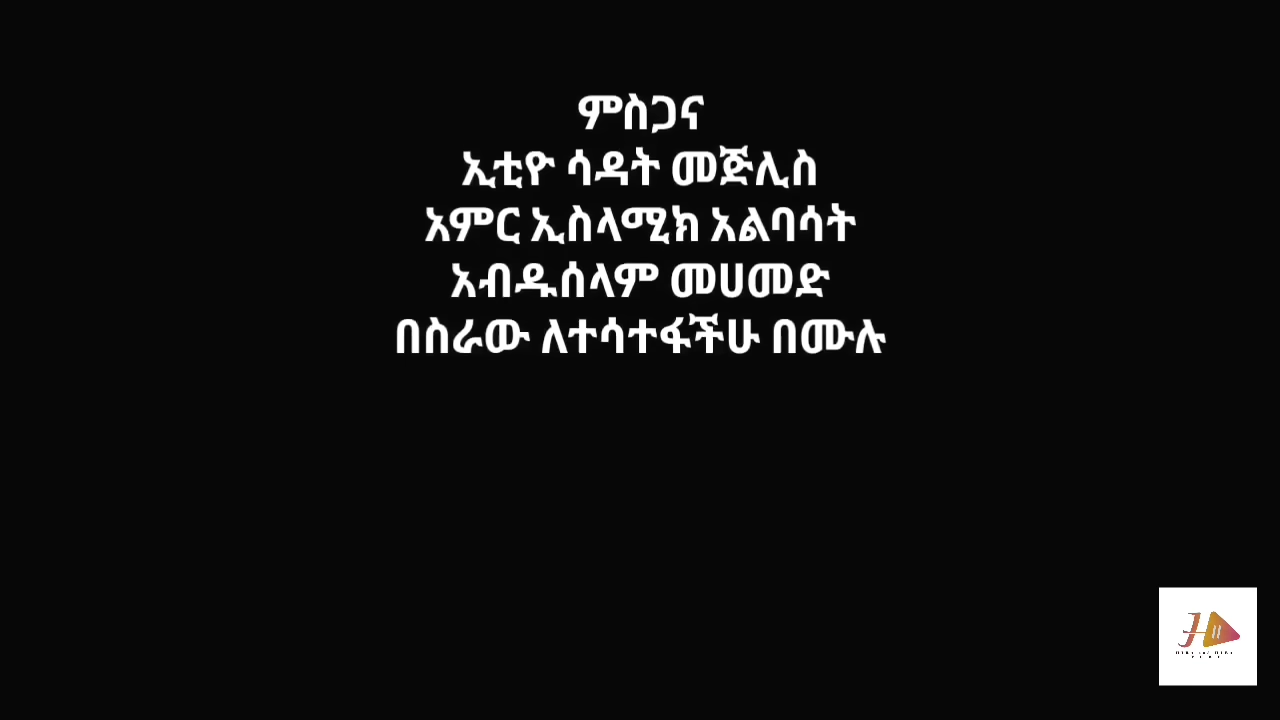 ምስጋና
ኢቲዮ ሳዳት መጅሊስ
አምር ኢስላሚክ አልባሳት
አብዱሰላም መሀመድ
በስራው ለተሳተፋችሁ በሙሉ